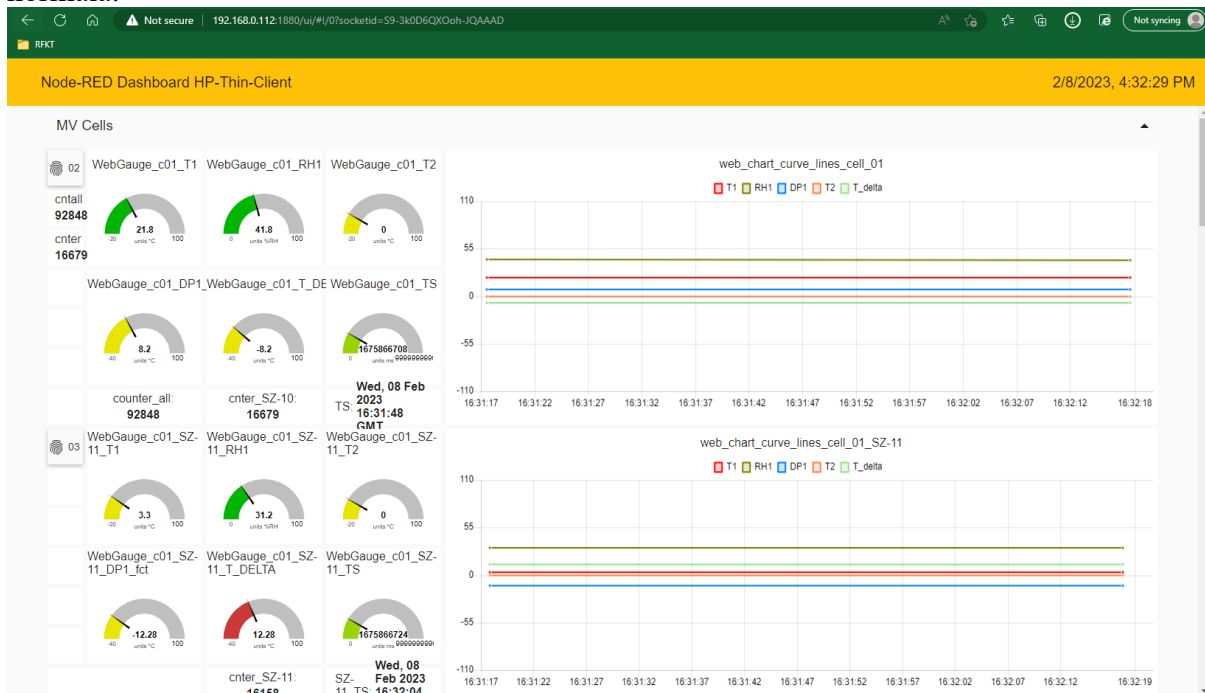 Not secure 192.168.0.112:1880/ui/#!/0?socketid=S9-3k0D6QXOoh-JQAAAD Not syncing
RFKT
Node-RED Dashboard HP-Thin-Client 2/8/2023, 4:32:29 PM
MV Cells
02
cntall
92848
cnter
16679
WebGauge_c01_T1 WebGauge_c01_RH1 WebGauge_c01_T2
21.8 41.8 0
-20 units °C 100 0 units %RH 100 -20 units °C 100
WebGauge_c01_DP1_ WebGauge_c01_T_DE WebGauge_c01_TS
8.2 -8.2 1675866708
-40 units °C 100 -40 units °C 100 0 units ms
counter_all:
92848
cnter_SZ-10:
16679
TS: Wed, 08 Feb
2023
16:31:48
GMT
web_chart_curve_lines_cell_01
T1 RH1 DP1 T2 T_delta
110
55
0
-55
-110
16:31:17 16:31:22 16:31:27 16:31:32 16:31:37 16:31:42 16:31:47 16:31:52 16:31:57 16:32:02 16:32:07 16:32:12 16:32:18
03
WebGauge_c01_SZ- WebGauge_c01_SZ- WebGauge_c01_SZ-
11_T1 11_RH1 11_T2
3.3 31.2 0
-20 units °C 100 0 units %RH 100 -20 units °C 100
WebGauge_c01_SZ- WebGauge_c01_SZ- WebGauge_c01_SZ-
11_DP1_fct 11_T_DELTA 11_TS
-12.28 12.28 1675866724
-40 units °C 100 -40 units °C 100 0 units ms
cnter_SZ-11:
16158
SZ- Wed, 08
Feb 2023
11_TS: 16:32:04
web_chart_curve_lines_cell_01_SZ-11
T1 RH1 DP1 T2 T_delta
110
55
0
-55
-110
16:31:17 16:31:22 16:31:27 16:31:32 16:31:37 16:31:42 16:31:47 16:31:52 16:31:57 16:32:02 16:32:07 16:32:12 16:32:19